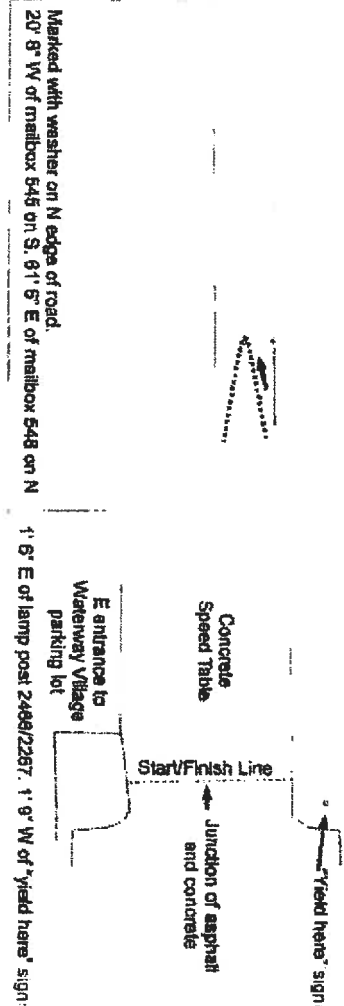 Marked with washer on N edge of road.
20' 8" W of mailbox 545 on S. 61' 6" E of mailbox 548 on N
Concrete
Speed Table
E entrance to
Waterway Village
parking lot
Start/Finish Line
Junction of asphalt
and concrete
"Yield here" sign
1' 6" E of lamp post 2466/2267. 1' 9" W of "yield here" sign